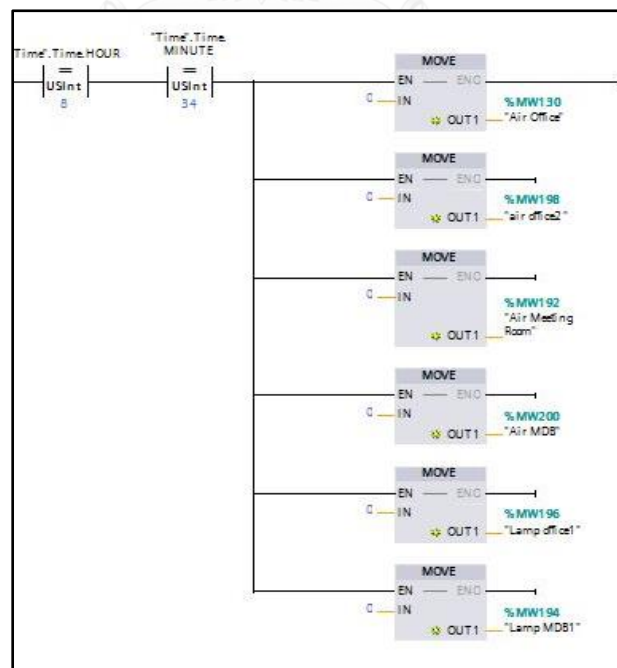 Time".Time.HOUR
"Time".Time.
MINUTE
==
USInt
8
==
USInt
34
MOVE
EN ENO
0 IN
%MW130
OUT1 "Air Office"
MOVE
EN ENO
0 IN
%MW198
OUT1 "air office2"
MOVE
EN ENO
0 IN
%MW192
"Air Meeting
OUT1 Room"
MOVE
EN ENO
0 IN
%MW200
OUT1 "Air MDB"
MOVE
EN ENO
0 IN
%MW196
OUT1 "Lamp office1"
MOVE
EN ENO
0 IN
%MW194
OUT1 "Lamp MDB1"